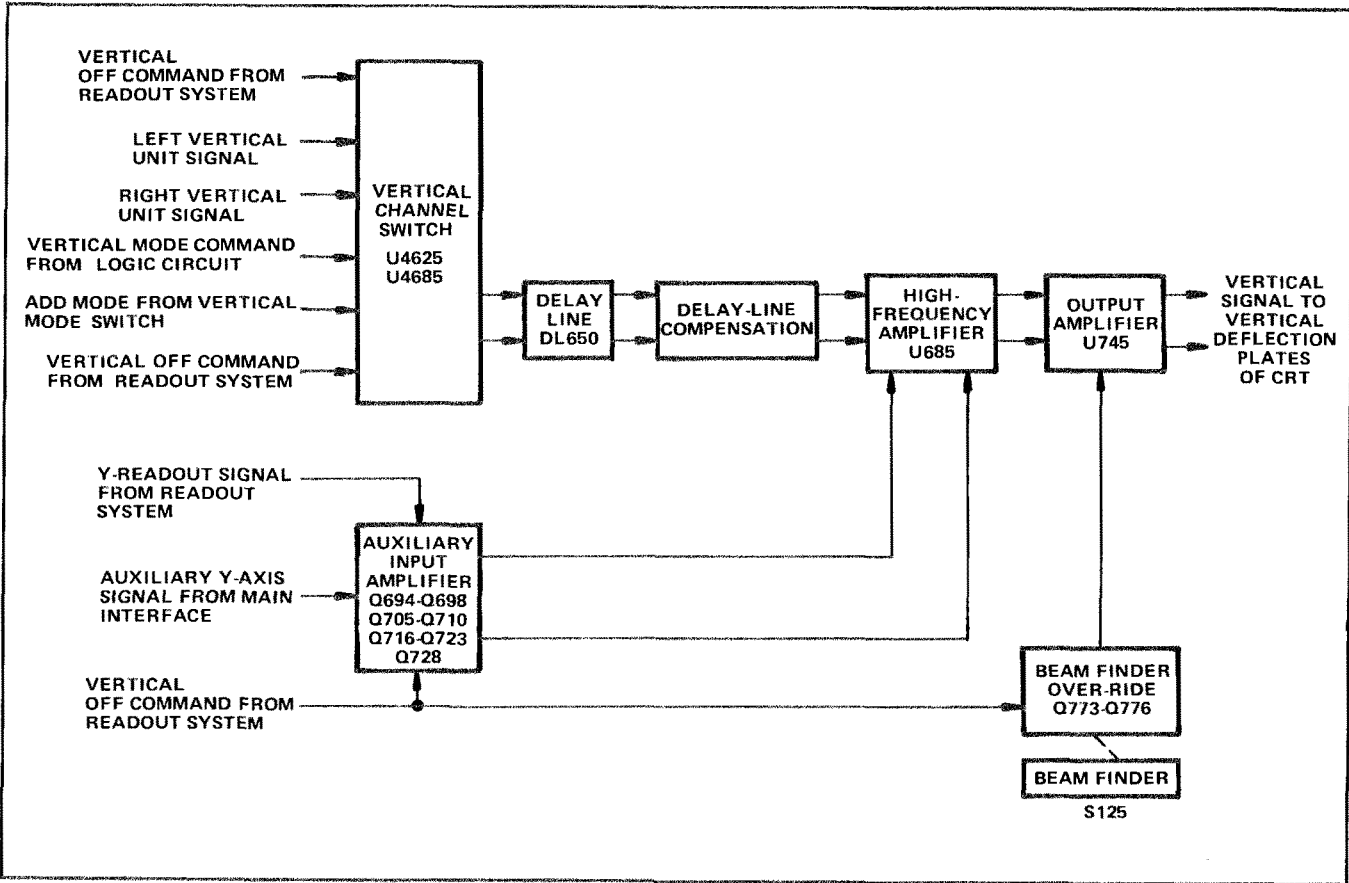 VERTICAL
OFF COMMAND FROM
READOUT SYSTEM
LEFT VERTICAL
UNIT SIGNAL
RIGHT VERTICAL
UNIT SIGNAL
VERTICAL MODE COMMAND
FROM LOGIC CIRCUIT
ADD MODE FROM VERTICAL
MODE SWITCH
VERTICAL OFF COMMAND
FROM READOUT SYSTEM
VERTICAL
CHANNEL
SWITCH
U4625
U4685
DELAY
LINE
DL650
DELAY-LINE
COMPENSATION
HIGH-
FREQUENCY
AMPLIFIER
U685
OUTPUT
AMPLIFIER
U745
VERTICAL
SIGNAL TO
VERTICAL
DEFLECTION
PLATES
OF CRT
Y-READOUT SIGNAL
FROM READOUT
SYSTEM
AUXILIARY Y-AXIS
SIGNAL FROM MAIN
INTERFACE
VERTICAL
OFF COMMAND FROM
READOUT SYSTEM
AUXILIARY
INPUT
AMPLIFIER
Q694-Q698
Q705-Q710
Q716-Q723
Q728
BEAM FINDER
OVER-RIDE
Q773-Q776
BEAM FINDER
S125